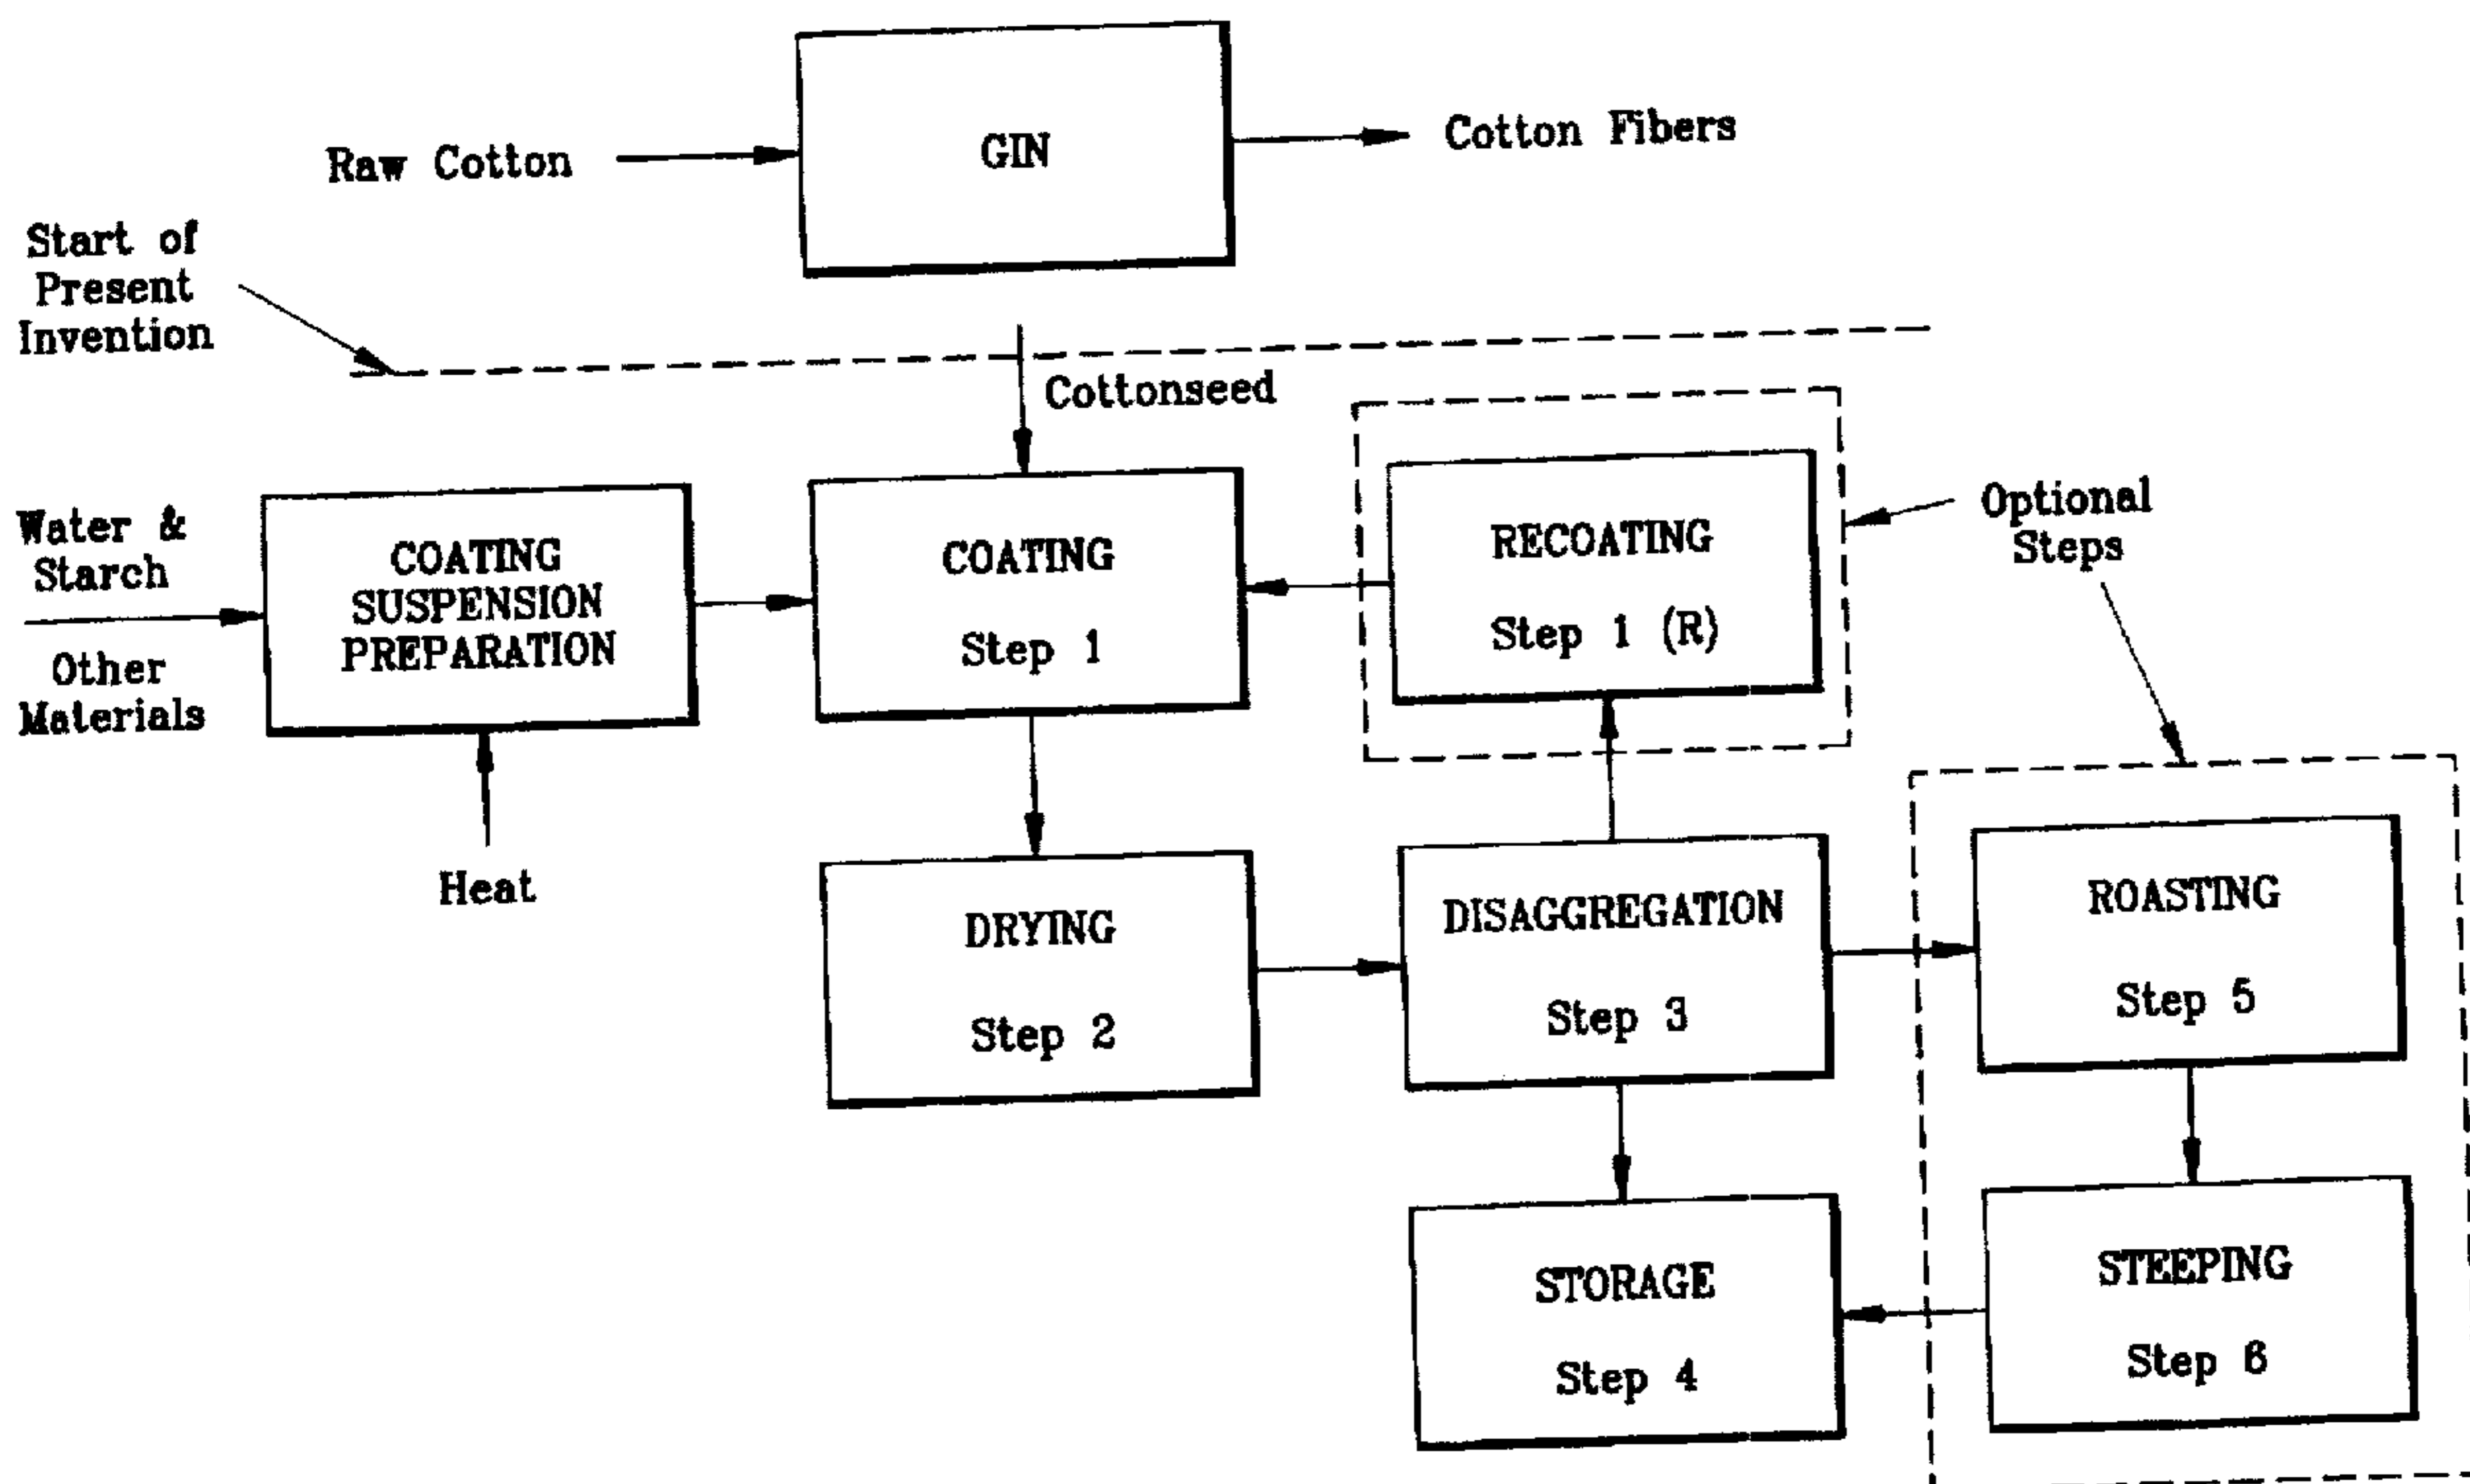 GIN
Raw Cotton
Cotton Fibers
Start of
Present
Invention
Cottonseed
Water &
Starch
Other
Materials
COATING
SUSPENSION
PREPARATION
Heat
COATING
Step 1
RECOATING
Step 1 (R)
Optional
Steps
DRYING
Step 2
DISAGGREGATION
Step 3
ROASTING
Step 5
STORAGE
Step 4
STEEPING
Step 6